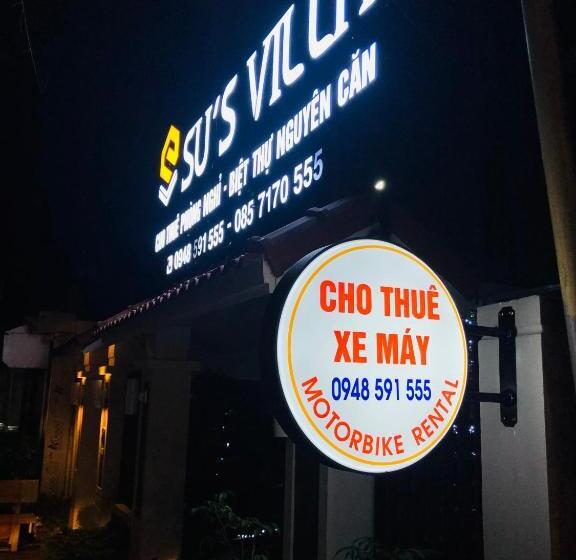 SU'S VILLA
CHO THUÊ PHÒNG NGHỈ - BIỆT THỰ NGUYÊN CĂN
0948 591 555 - 085 7170 555
CHO THUÊ
XE MÁY
0948 591 555
MOTORBIKE RENTAL